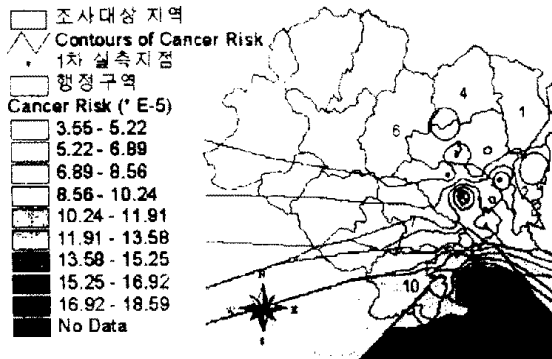 조사대상 지역
Contours of Cancer Risk
1차 실측지점
행정구역
Cancer Risk (* E-5)
3.55 - 5.22
5.22 - 6.89
6.89 - 8.56
8.56 - 10.24
10.24 - 11.91
11.91 - 13.58
13.58 - 15.25
15.25 - 16.92
16.92 - 18.59
No Data
4
1
6
10